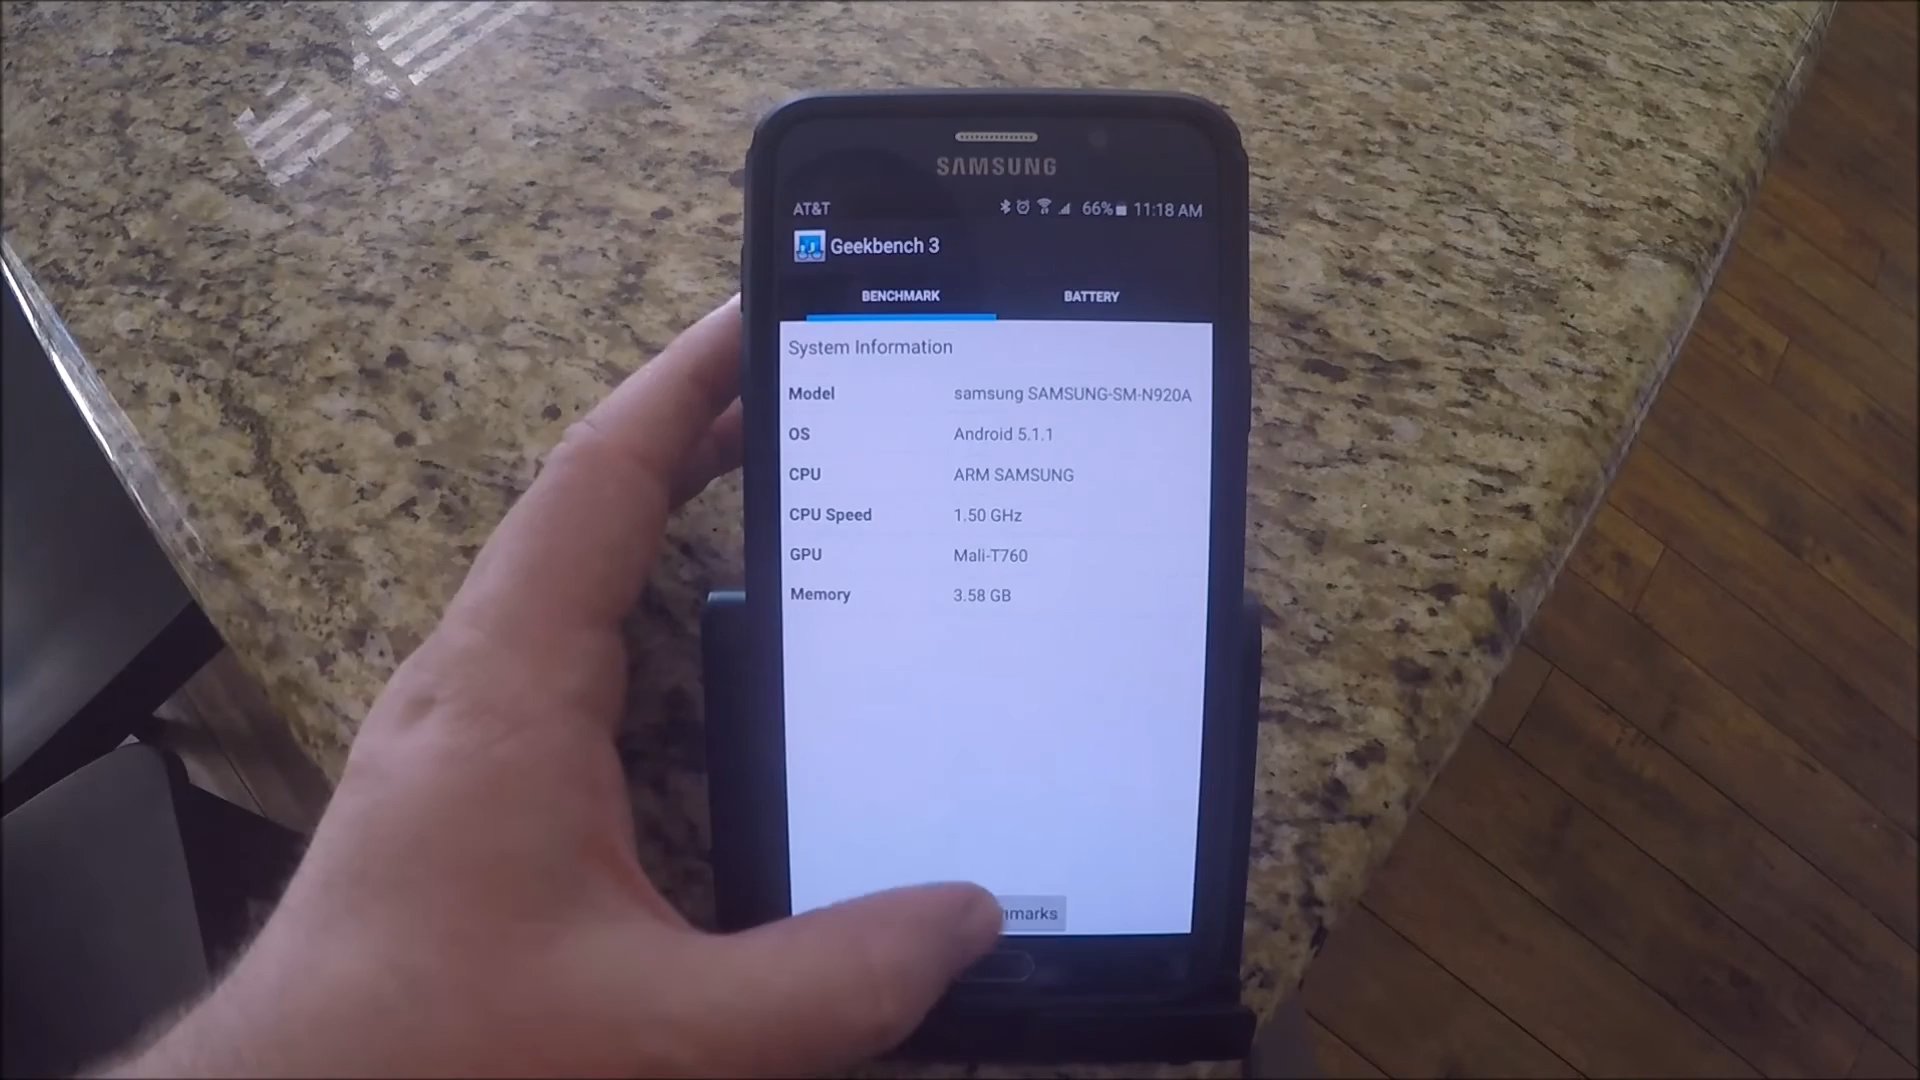 SAMSUNG
AT&T 66% 11:18 AM
Geekbench 3
BENCHMARK BATTERY
System Information
Model samsung SAMSUNG-SM-N920A
OS Android 5.1.1
CPU ARM SAMSUNG
CPU Speed 1.50 GHz
GPU Mali-T760
Memory 3.58 GB